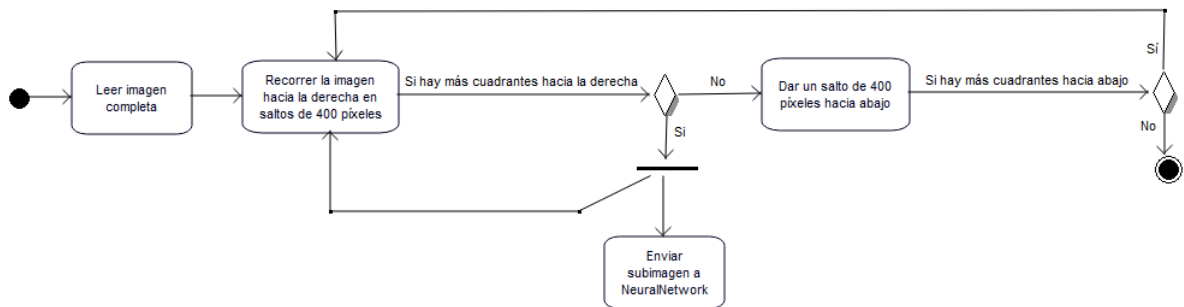 Leer imagen
completa
Recorrer la imagen
hacia la derecha en
saltos de 400 píxeles
Si hay más cuadrantes hacia la derecha
No
Si
Dar un salto de 400
píxeles hacia abajo
Si hay más cuadrantes hacia abajo
Sí
No
Enviar
subimagen a
NeuralNetwork